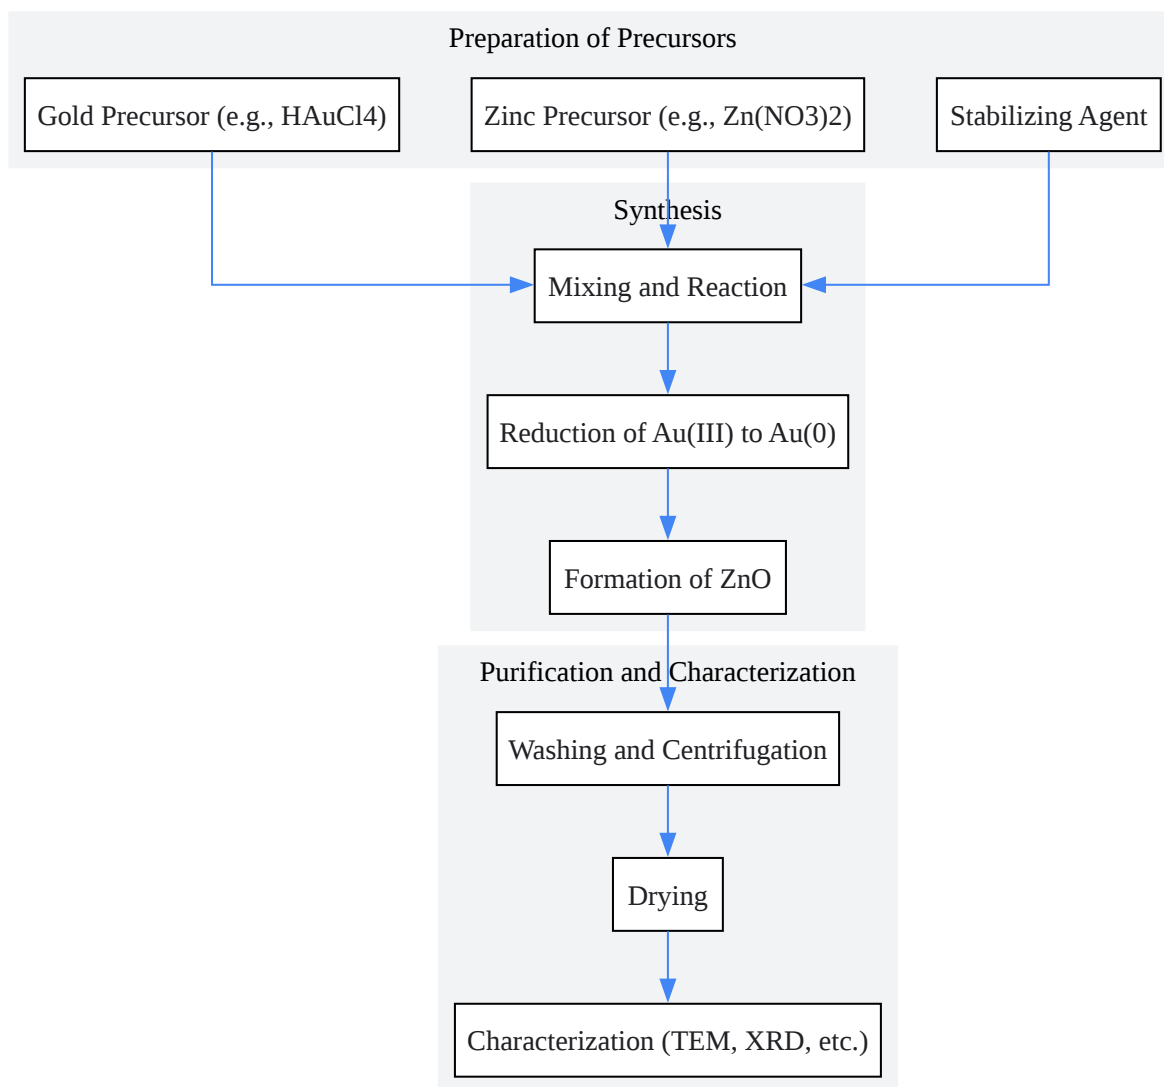 Preparation of Precursors
Gold Precursor (e.g., HAuCl4)
Zinc Precursor (e.g., Zn(NO3)2)
Stabilizing Agent
Synthesis
Mixing and Reaction
Reduction of Au(III) to Au(0)
Formation of ZnO
Purification and Characterization
Washing and Centrifugation
Drying
Characterization (TEM, XRD, etc.)